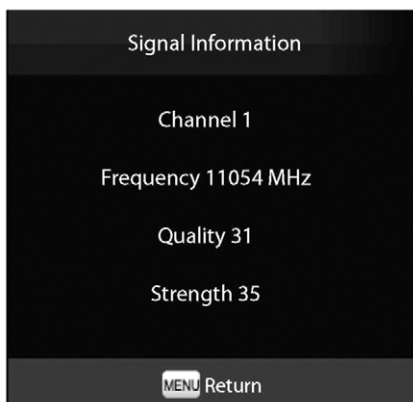 Signal Information
Channel 1
Frequency 11054 MHz
Quality 31
Strength 35
MENU Return